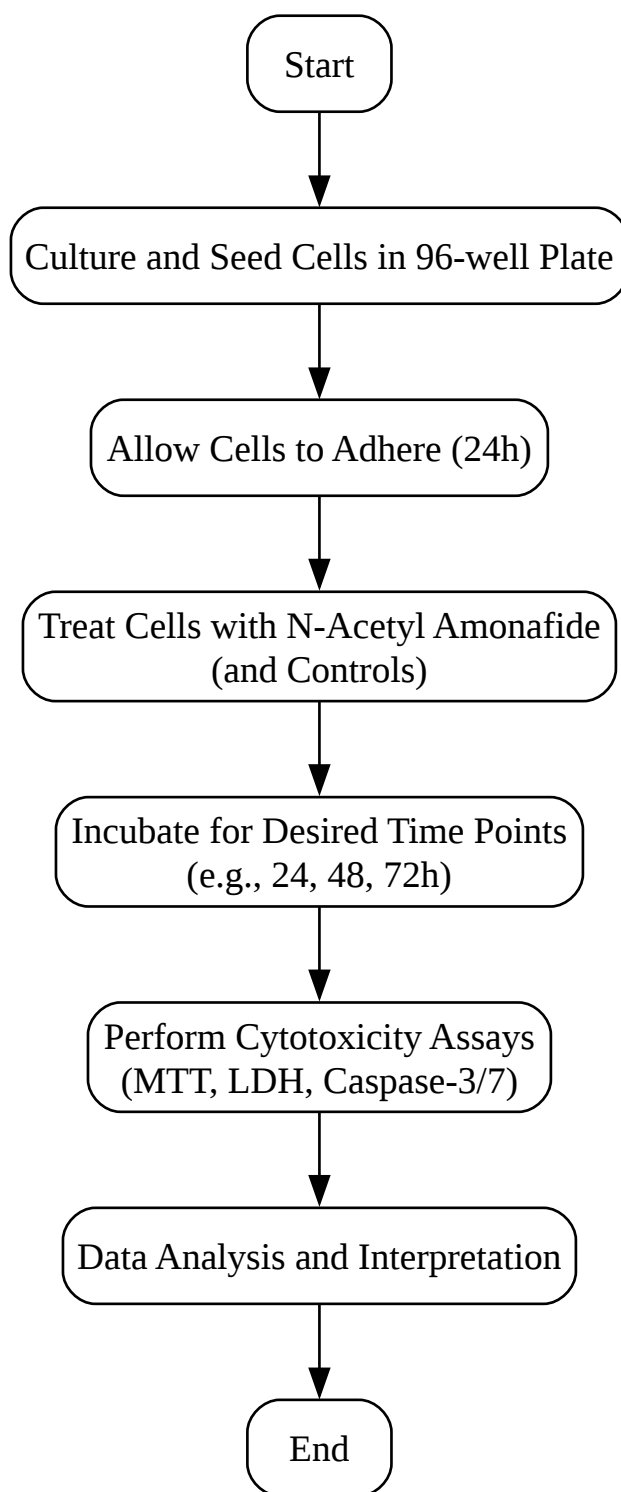 Start
Culture and Seed Cells in 96-well Plate
Allow Cells to Adhere (24h)
Treat Cells with N-Acetyl Amonafide
(and Controls)
Incubate for Desired Time Points
(e.g., 24, 48, 72h)
Perform Cytotoxicity Assays
(MTT, LDH, Caspase-3/7)
Data Analysis and Interpretation
End